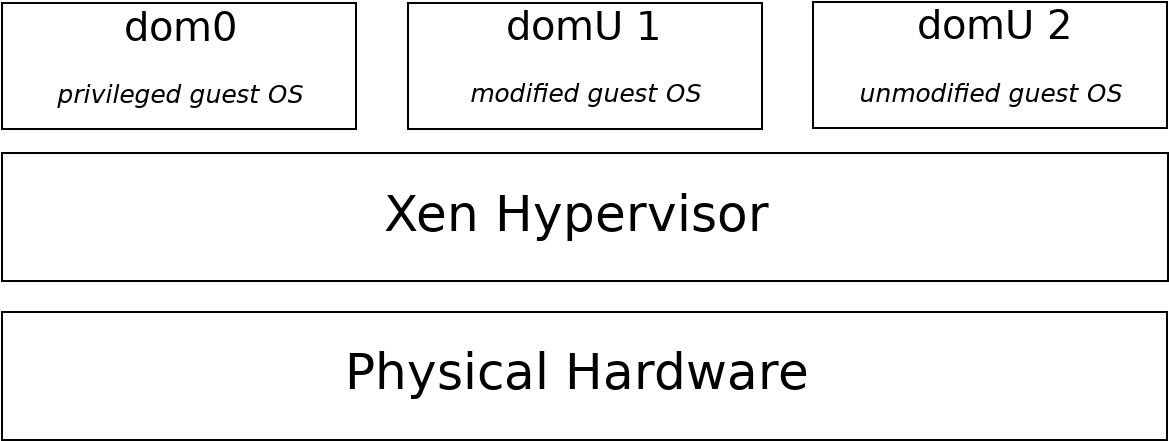 dom0
privileged guest OS
domU 1
modified guest OS
domU 2
unmodified guest OS
Xen Hypervisor
Physical Hardware